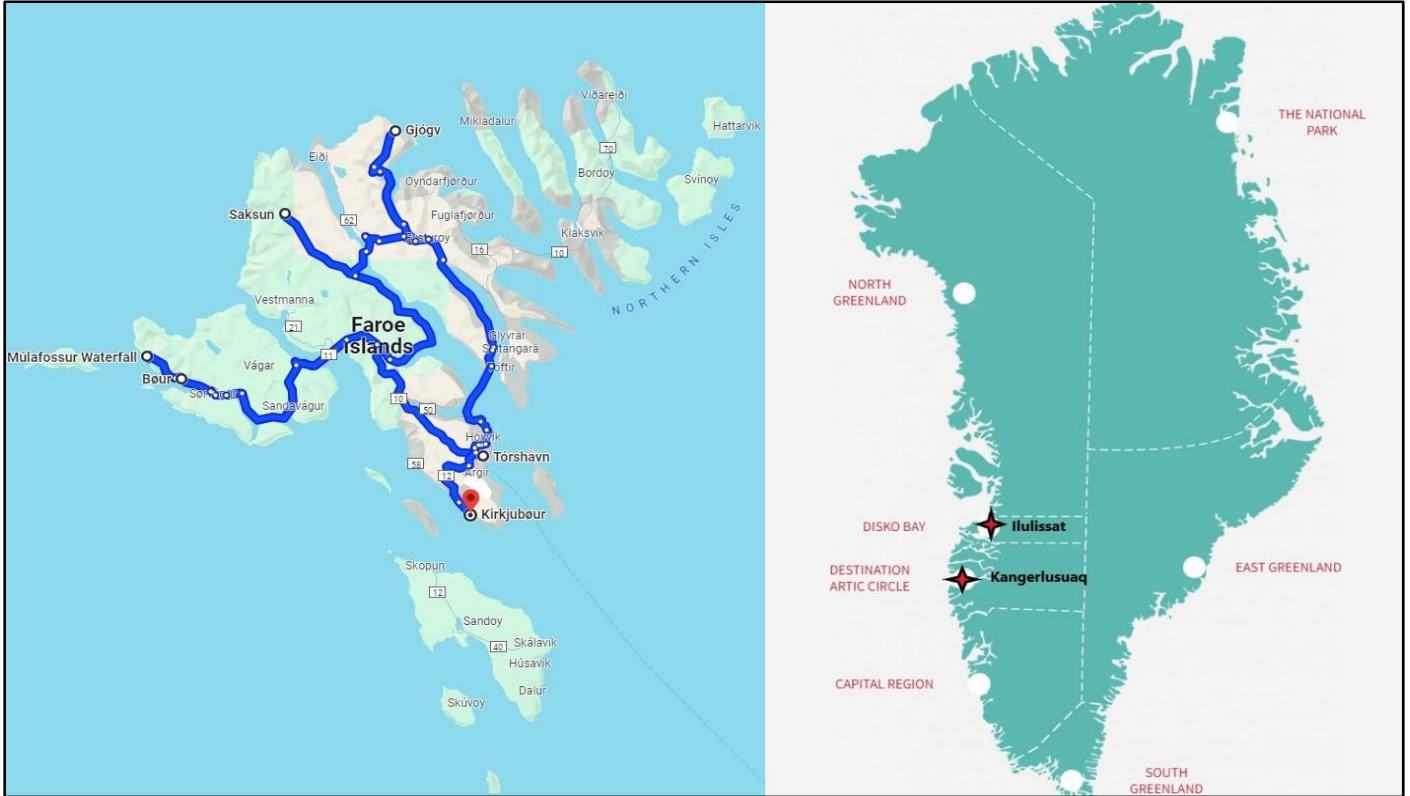 Viðareiði
Mikladalur
Hattarvík
Gjógv
70
Eiði
Bordoy
Svínoy
Oyndarfjørður
Saksun
Fuglafjørður
62
Klaksvík
Eysturoy
16
10
NORTHERN ISLES
Vestmanna
Faroe
Islands
21
Glyvrar
11
Múlafossur Waterfall
Vágar
Toftir
Bøur
Sandavágur
10
50
Hoyvík
Tórshavn
58
12
Argir
Kirkjubøur
Skopun
12
Sandoy
Skálavík
40
Húsavík
Dalur
Skúvoy
THE NATIONAL
PARK
NORTH
GREENLAND
DISKO BAY
Ilulissat
DESTINATION
ARTIC CIRCLE
Kangerlusuaq
EAST GREENLAND
CAPITAL REGION
SOUTH
GREENLAND